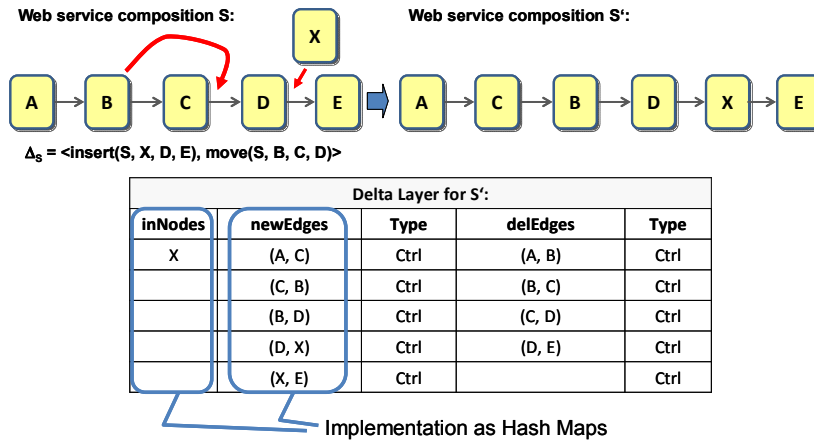 Web service composition S: Web service composition S‘:
X
A B C D E A C B D X E
ΔS = <insert(S, X, D, E), move(S, B, C, D)>
Delta Layer for S‘:
inNodes newEdges Type delEdges Type
X (A, C) Ctrl (A, B) Ctrl
(C, B) Ctrl (B, C) Ctrl
(B, D) Ctrl (C, D) Ctrl
(D, X) Ctrl (D, E) Ctrl
(X, E) Ctrl Ctrl
Implementation as Hash Maps